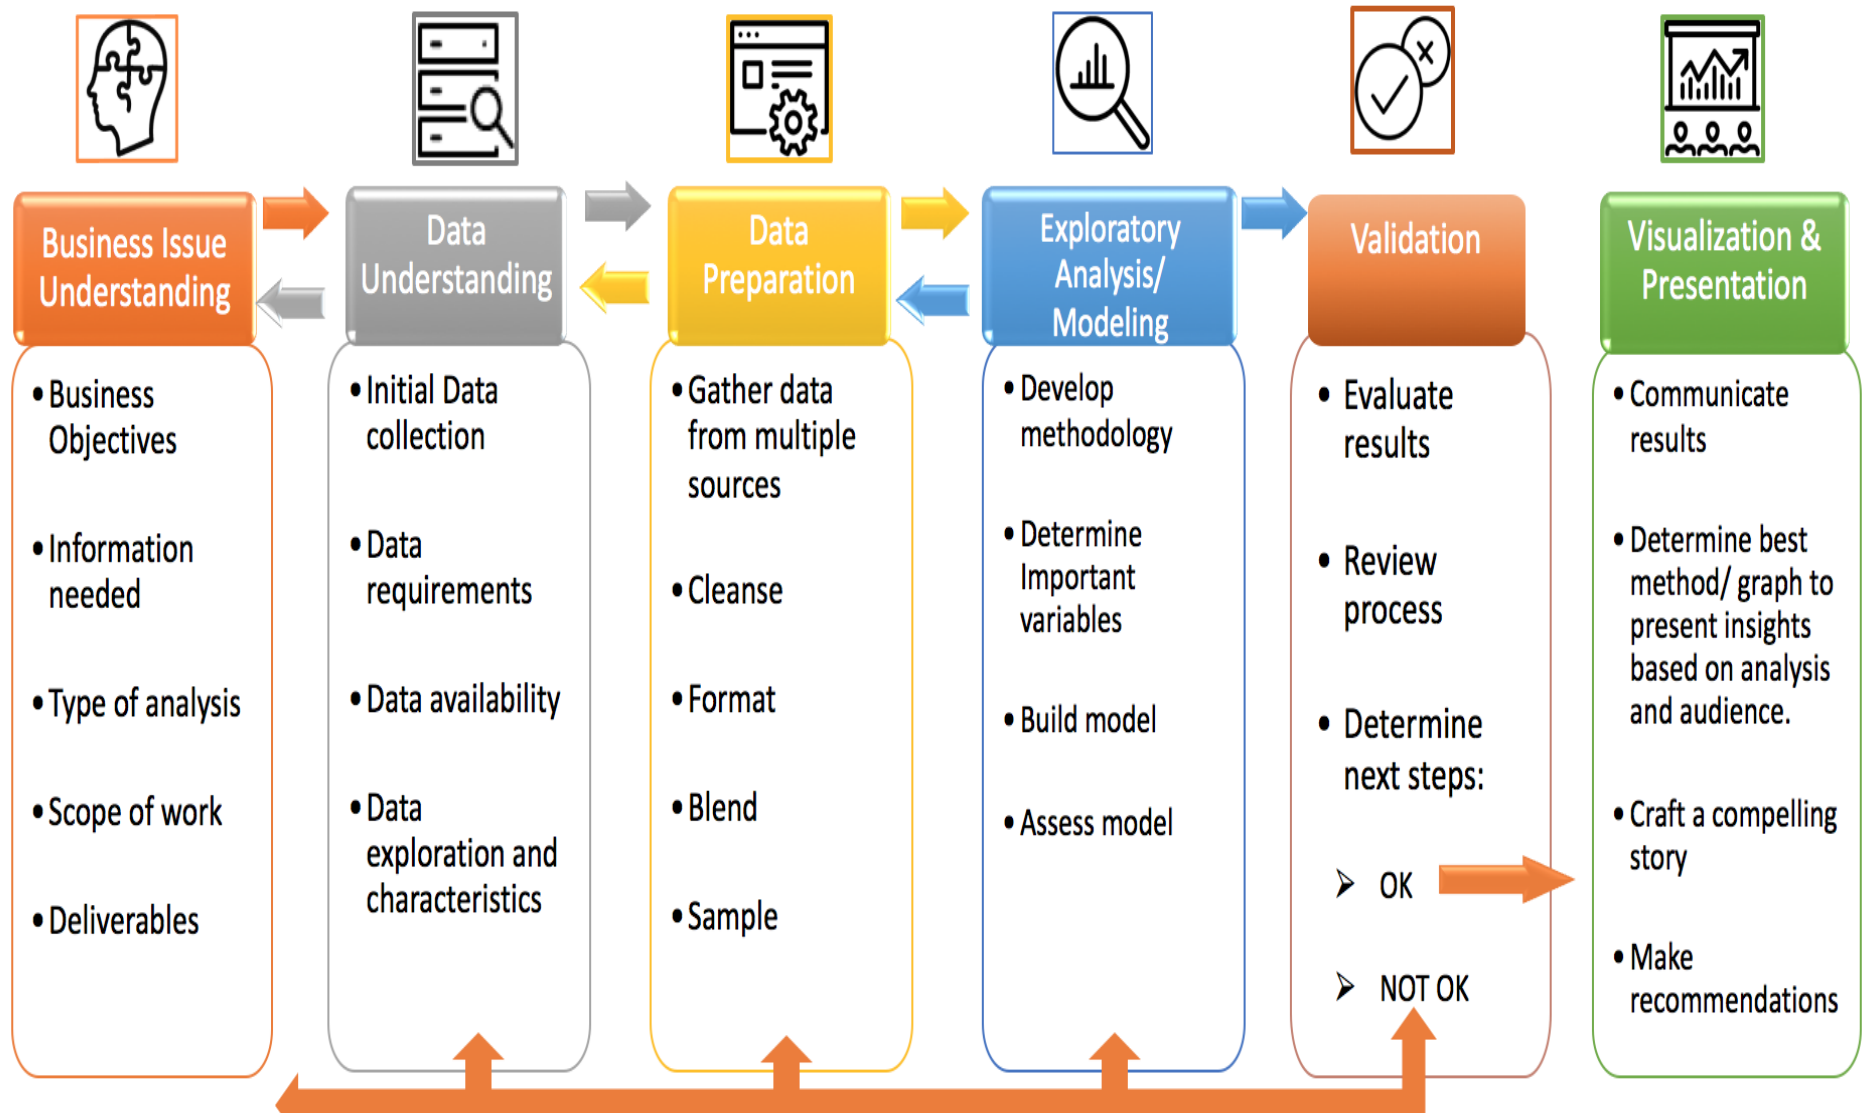 Business Issue
Understanding
Data
Understanding
Data
Preparation
Exploratory
Analysis/
Modeling
Validation
Visualization &
Presentation
• Business
Objectives
• Information
needed
• Type of analysis
• Scope of work
• Deliverables
• Initial Data
collection
• Data
requirements
• Data availability
• Data
exploration and
characteristics
• Gather data
from multiple
sources
• Cleanse
• Format
• Blend
• Sample
• Develop
methodology
• Determine
Important
variables
• Build model
• Assess model
• Evaluate
results
• Review
process
• Determine
next steps:
➢ OK
➢ NOT OK
• Communicate
results
• Determine best
method/ graph to
present insights
based on analysis
and audience.
• Craft a compelling
story
• Make
recommendations